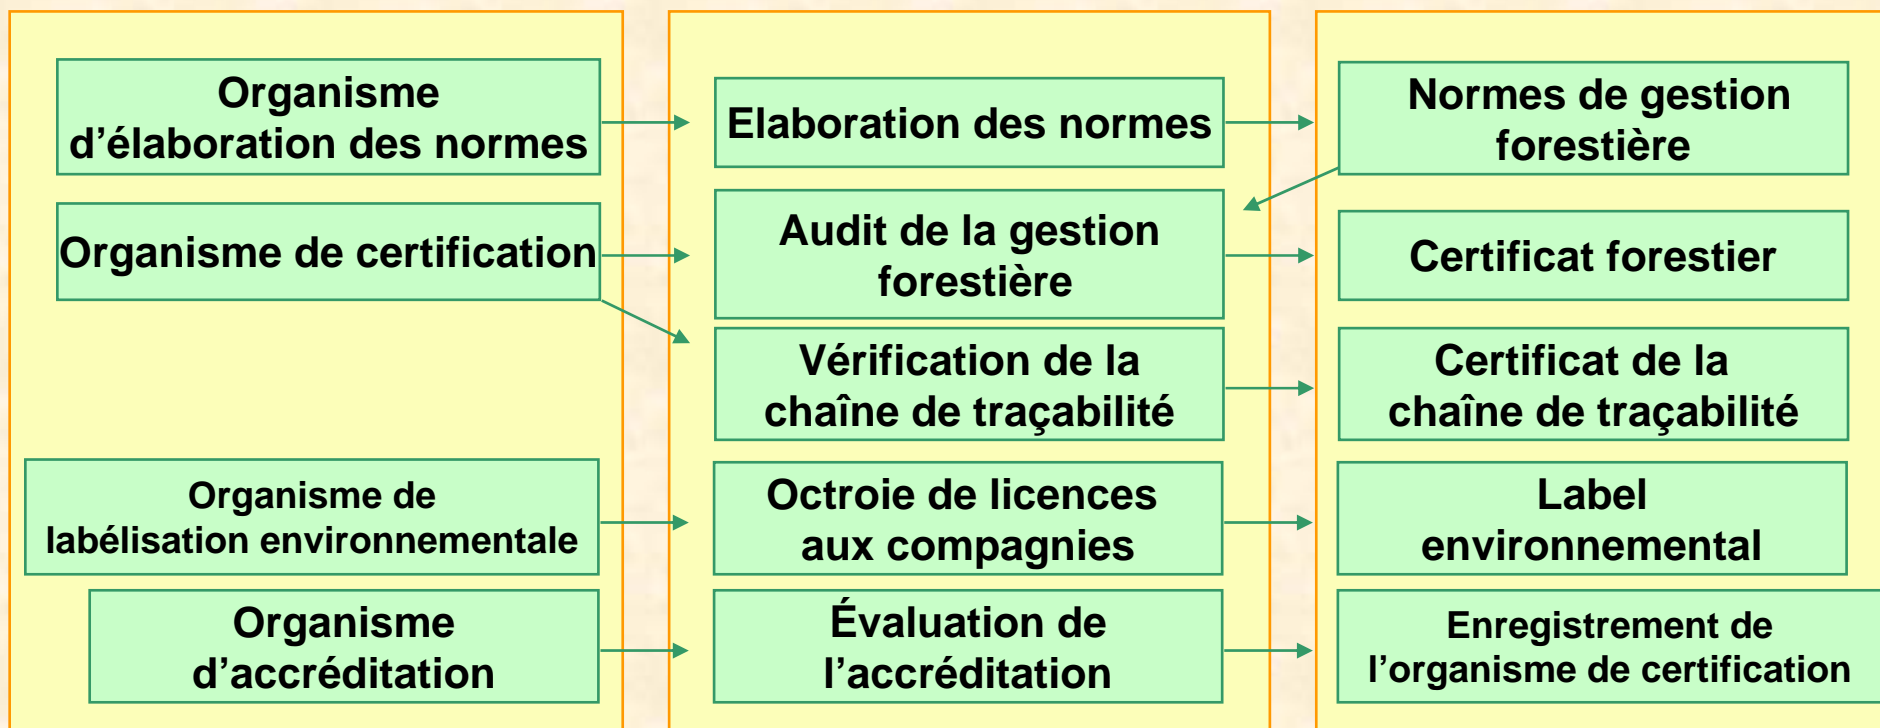 Organisme
d’élaboration des normes
Elaboration des normes
Normes de gestion
forestière
Organisme de certification
Audit de la gestion
forestière
Certificat forestier
Vérification de la
chaîne de traçabilité
Certificat de la
chaîne de traçabilité
Organisme de
labélisation environnementale
Octroie de licences
aux compagnies
Label
environnemental
Organisme
d’accréditation
Évaluation de
l’accréditation
Enregistrement de
l’organisme de certification